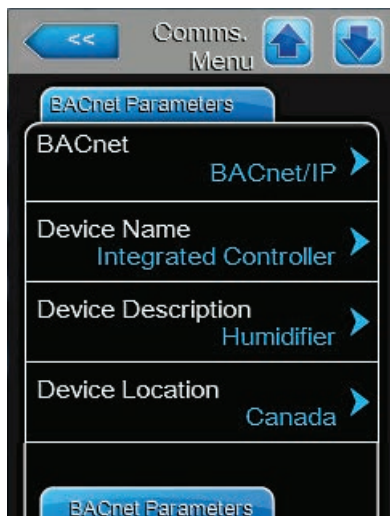 <<
Comms.
Menu
BACnet Parameters
BACnet
BACnet/IP
Device Name
Integrated Controller
Device Description
Humidifier
Device Location
Canada
BACnet Parameters